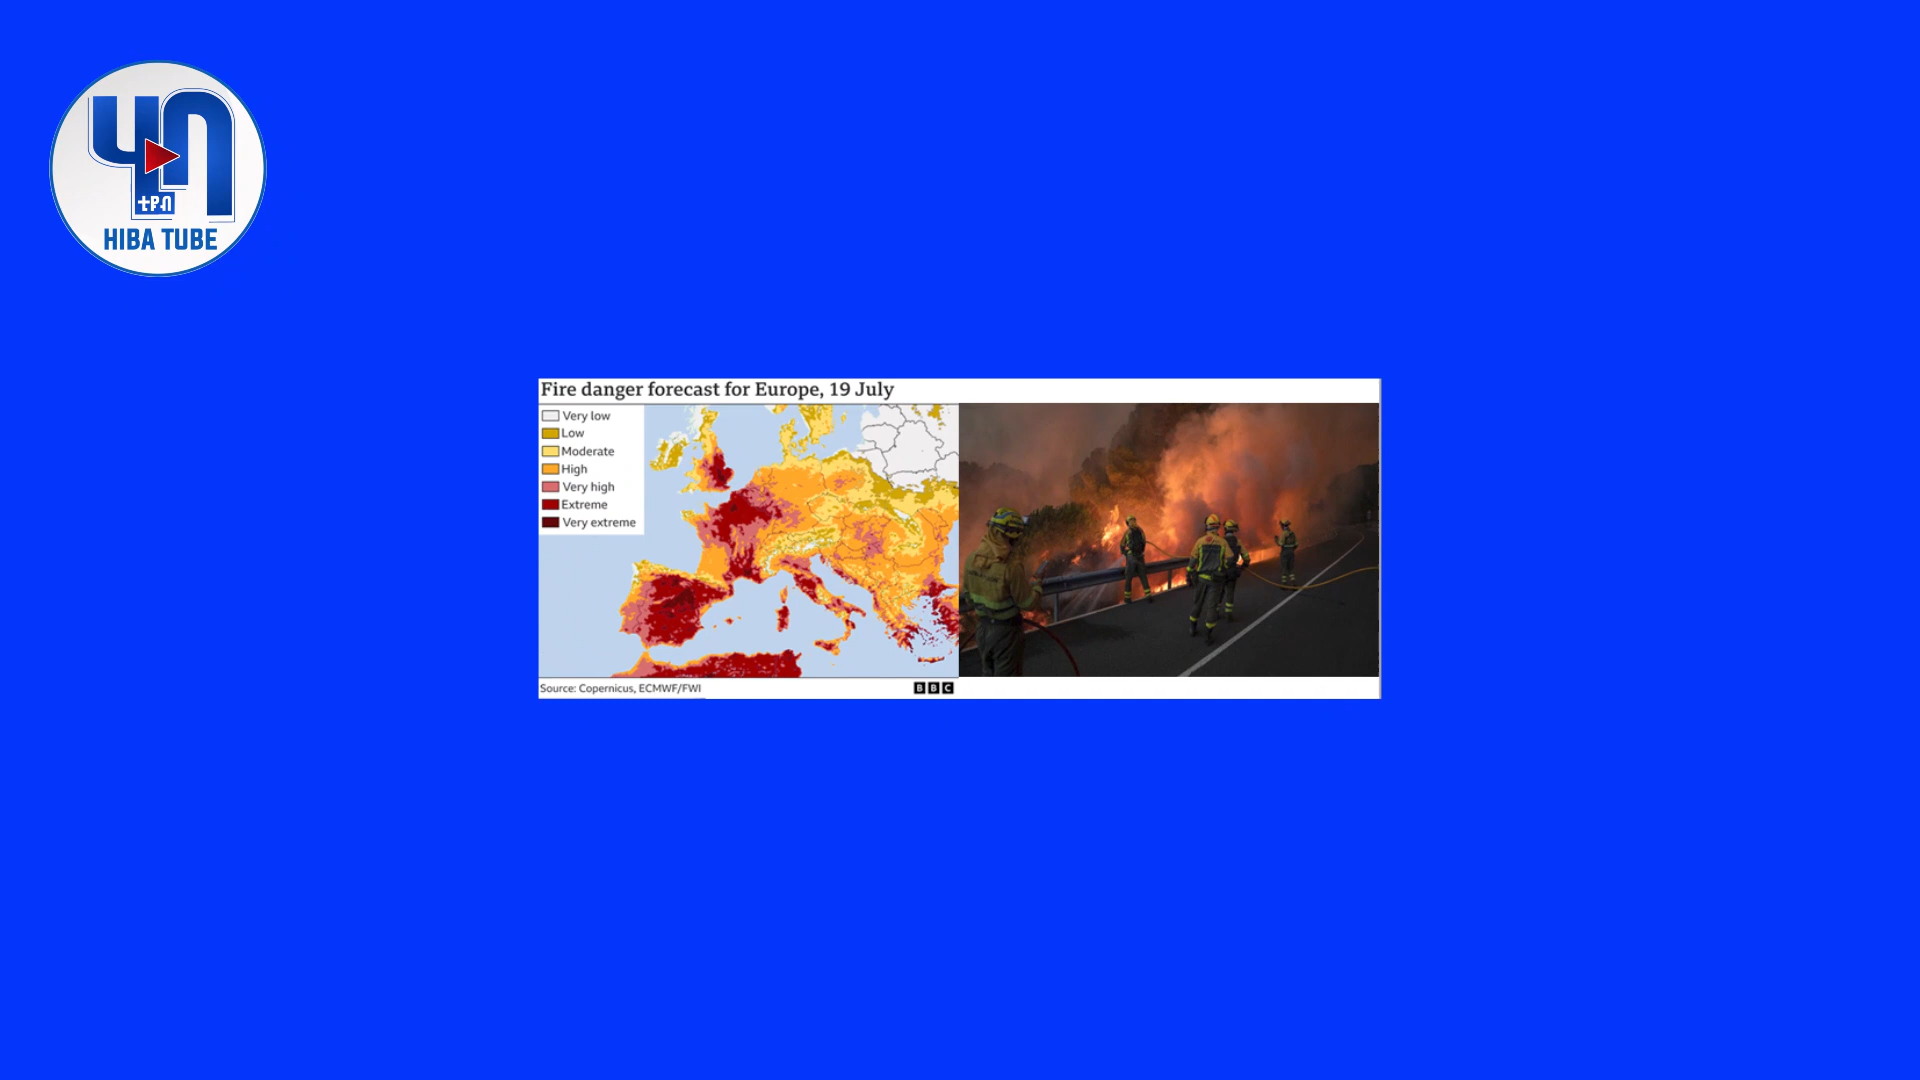 ሂበ
ቲዩብ
HIBA TUBE
Fire danger forecast for Europe, 19 July
Very low
Low
Moderate
High
Very high
Extreme
Very extreme
Source: Copernicus, ECMWF/FWI
BBC